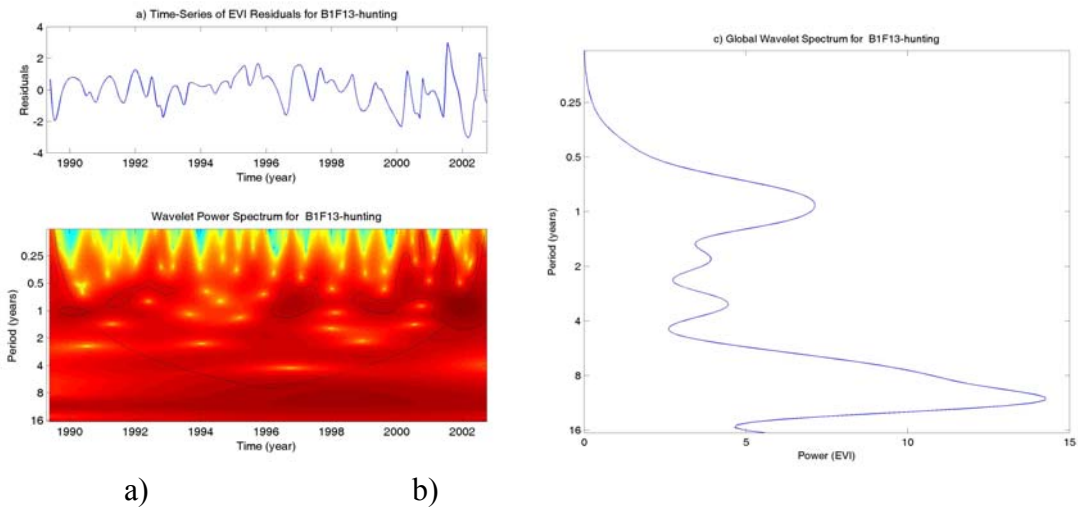 a) Time-Series of EVI Residuals for B1F13-hunting
4
2
0
-2
-4
Residuals
1990 1992 1994 1996 1998 2000 2002
Time (year)
Wavelet Power Spectrum for B1F13-hunting
0.25
0.5
1
2
4
8
16
Period (years)
1990 1992 1994 1996 1998 2000 2002
Time (year)
c) Global Wavelet Spectrum for B1F13-hunting
0.25
0.5
1
2
4
8
16
Period (years)
0 5 10 15
Power (EVI)
a) b)